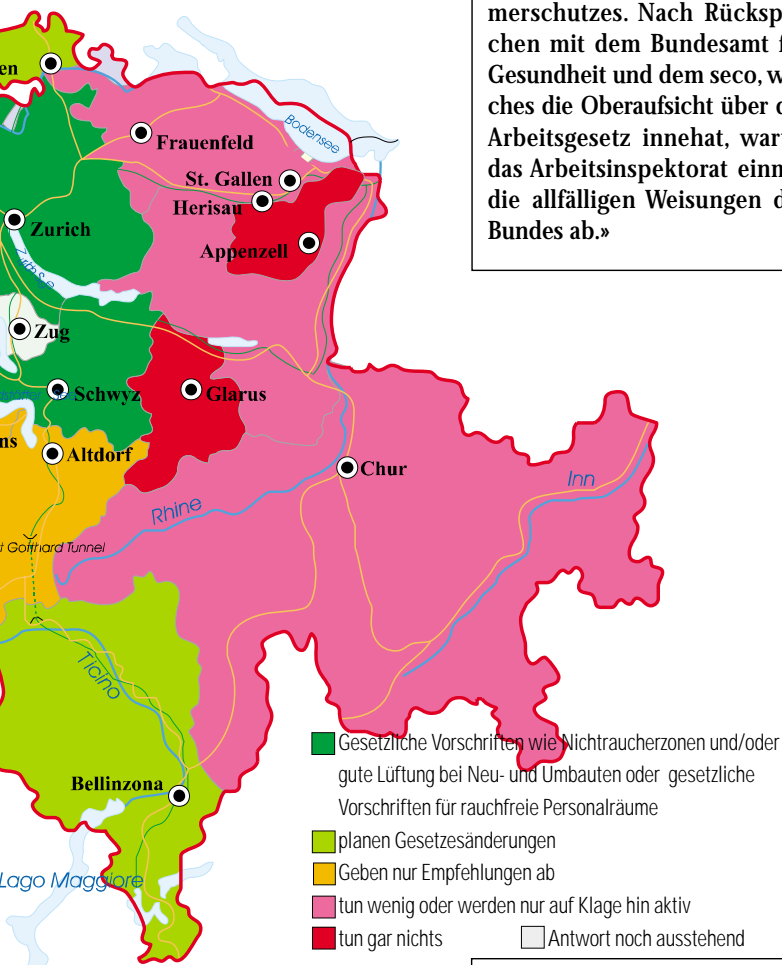 merschutzes. Nach Rücksp
chen mit dem Bundesamt f
Gesundheit und dem seco, w
ches die Oberaufsicht über d
Arbeitsgesetz innehat, war
das Arbeitsinspektorat einm
die allfälligen Weisungen d
Bundes ab.»
en
Frauenfeld
Bodensee
St. Gallen
Herisau
Appenzell
Zurich
Zug
Schwyz
Glarus
ms
Altdorf
Chur
Inn
Rhine
t Gotthard Tunnel
Ticino
Bellinzona
Lago Maggiore
Gesetzliche Vorschriften wie Nichtraucherzonen und/oder
gute Lüftung bei Neu- und Umbauten oder gesetzliche
Vorschriften für rauchfreie Personalräume
planen Gesetzesänderungen
Geben nur Empfehlungen ab
tun wenig oder werden nur auf Klage hin aktiv
tun gar nichts
Antwort noch ausstehend